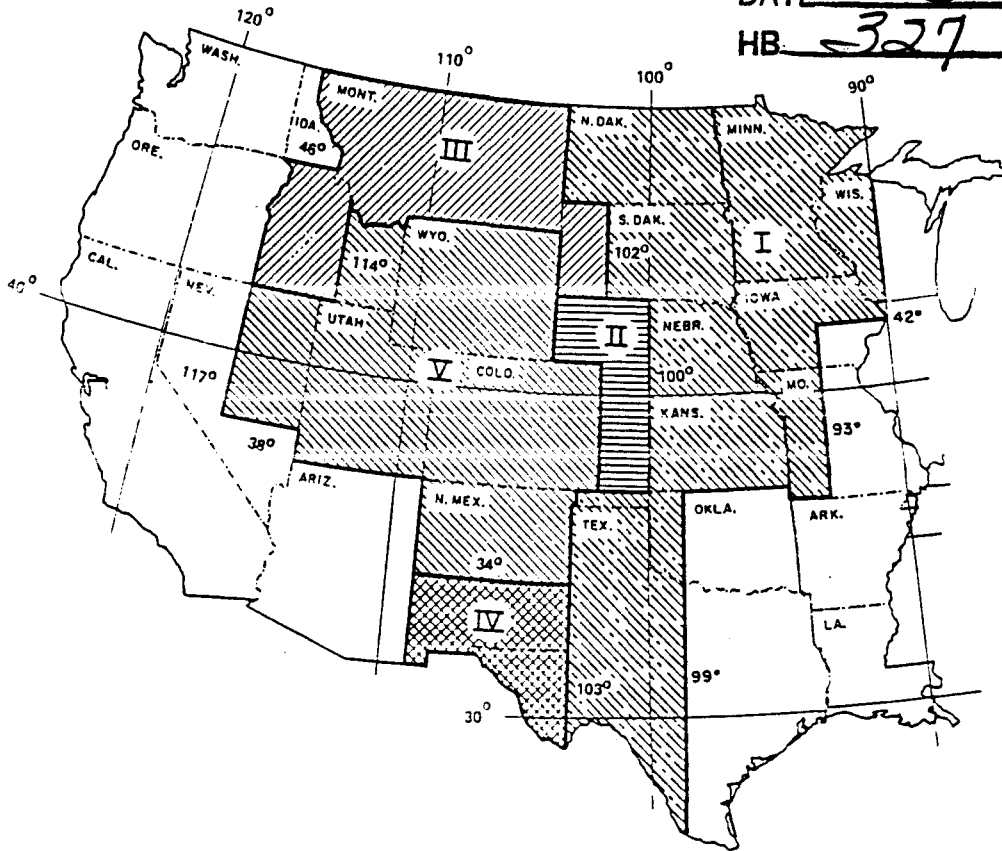 DATE
HB 327
120°
110°
100°
90°
WASH.
MONT.
N. DAK.
MINN.
IDA.
46°
ORE.
III
WIS.
S. DAK.
WYO.
102°
I
114°
CAL.
NEV.
IOWA
40°
UTAH
II
NEBR.
42°
V
COLO.
100°
MO.
117°
KANS.
93°
38°
ARIZ.
N. MEX.
TEX.
OKLA.
ARK.
34°
IV
LA.
103°
99°
30°